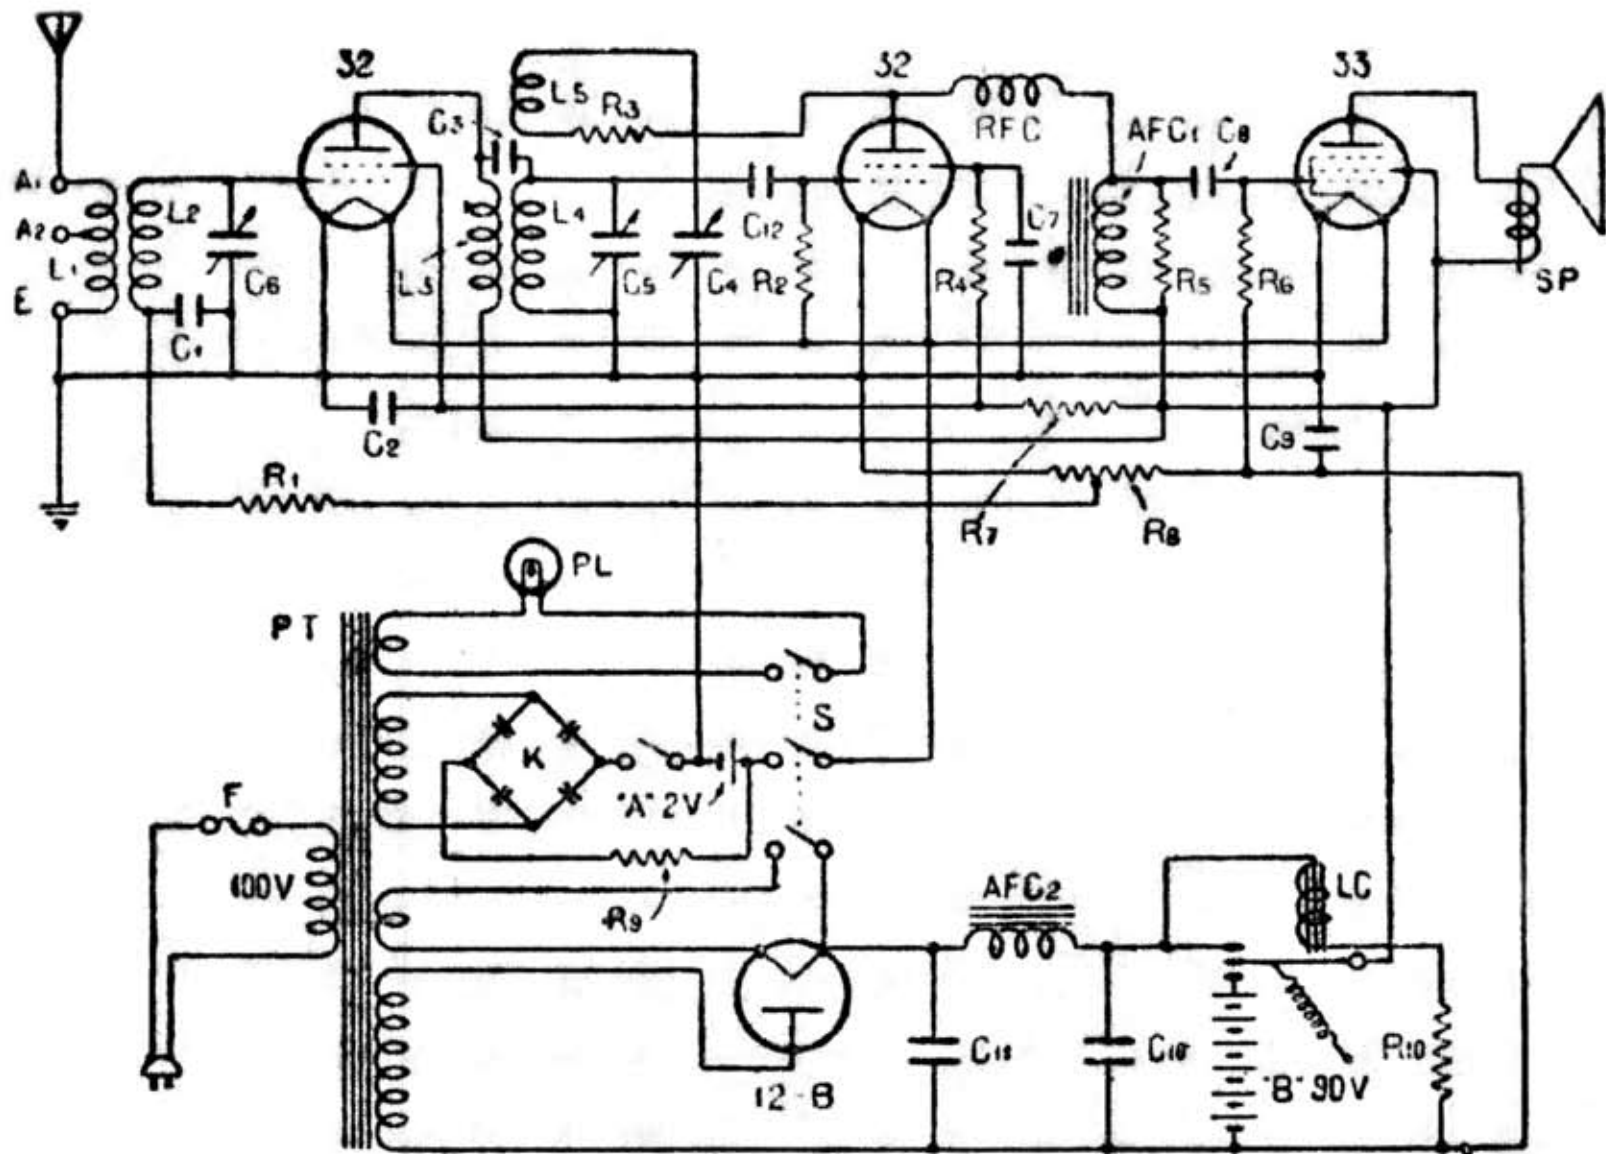 32
32
33
L5
R3
C3
RFC
AFC1
C8
A1
A2
L1
E
L2
C6
C1
L3
L4
C5
C4
C12
R2
R4
C7
R5
R6
SP
C2
C9
R1
R7
R8
PL
PT
S
K
"A" 2V
F
100V
R9
AFC2
LC
12-B
C11
C10
"B" 90V
R10